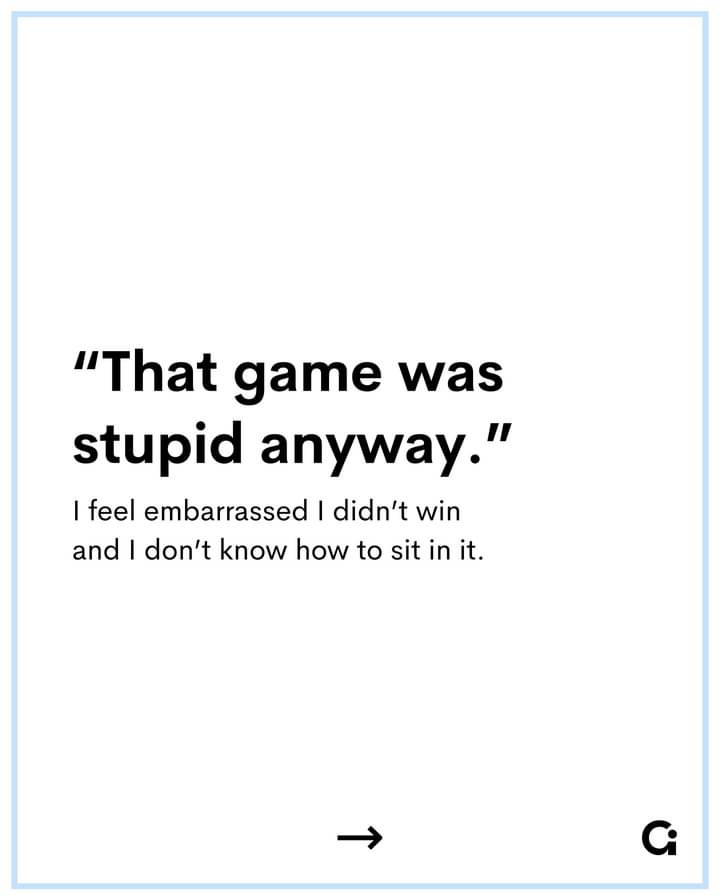 “That game was
stupid anyway.”
I feel embarrassed I didn’t win
and I don’t know how to sit in it.